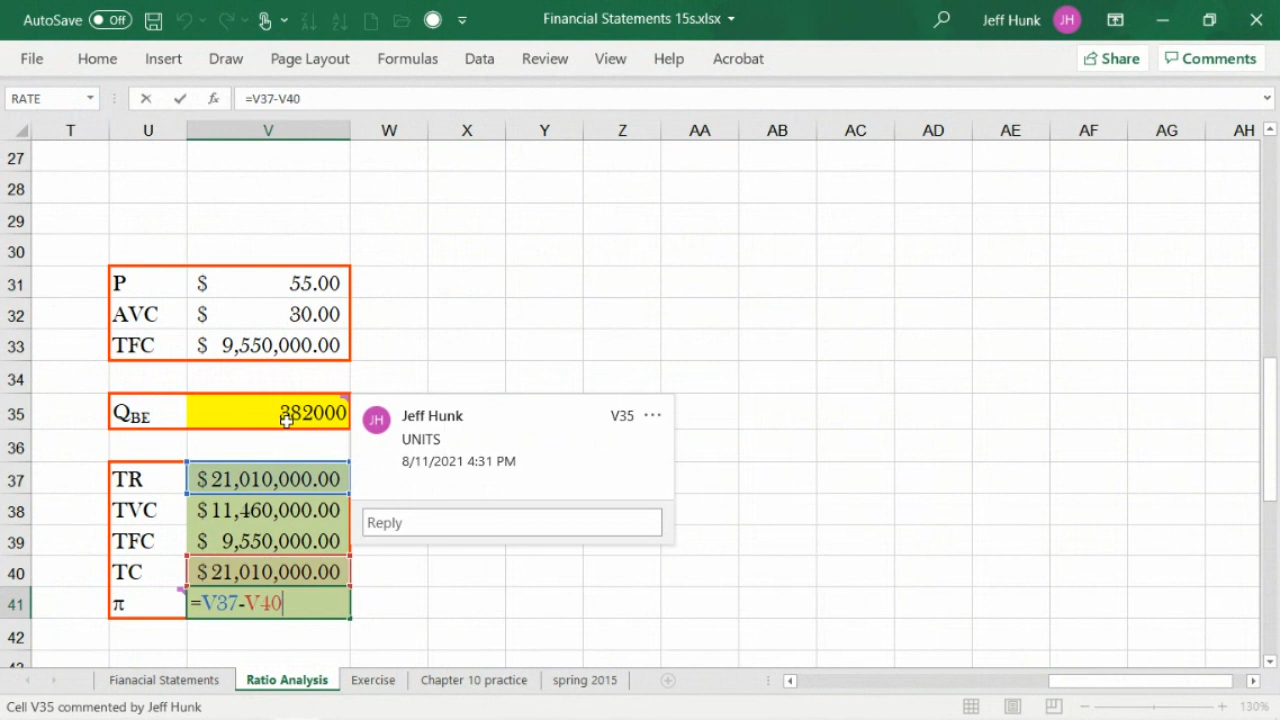 AutoSave Off Financial Statements 15s.xlsx Jeff Hunk JH
File Home Insert Draw Page Layout Formulas Data Review View Help Acrobat Share Comments
RATE fx =V37-V40
T U V W X Y Z AA AB AC AD AE AF AG AH
27
28
29
30
31 P $ 55.00
32 AVC $ 30.00
33 TFC $ 9,550,000.00
34
35 QBE 382000
JH Jeff Hunk V35 ...
UNITS
8/11/2021 4:31 PM
Reply
36
37 TR $21,010,000.00
38 TVC $11,460,000.00
39 TFC $ 9,550,000.00
40 TC $21,010,000.00
41 π =V37-V40
42
43
Fianacial Statements Ratio Analysis Exercise Chapter 10 practice spring 2015
Cell V35 commented by Jeff Hunk 130%